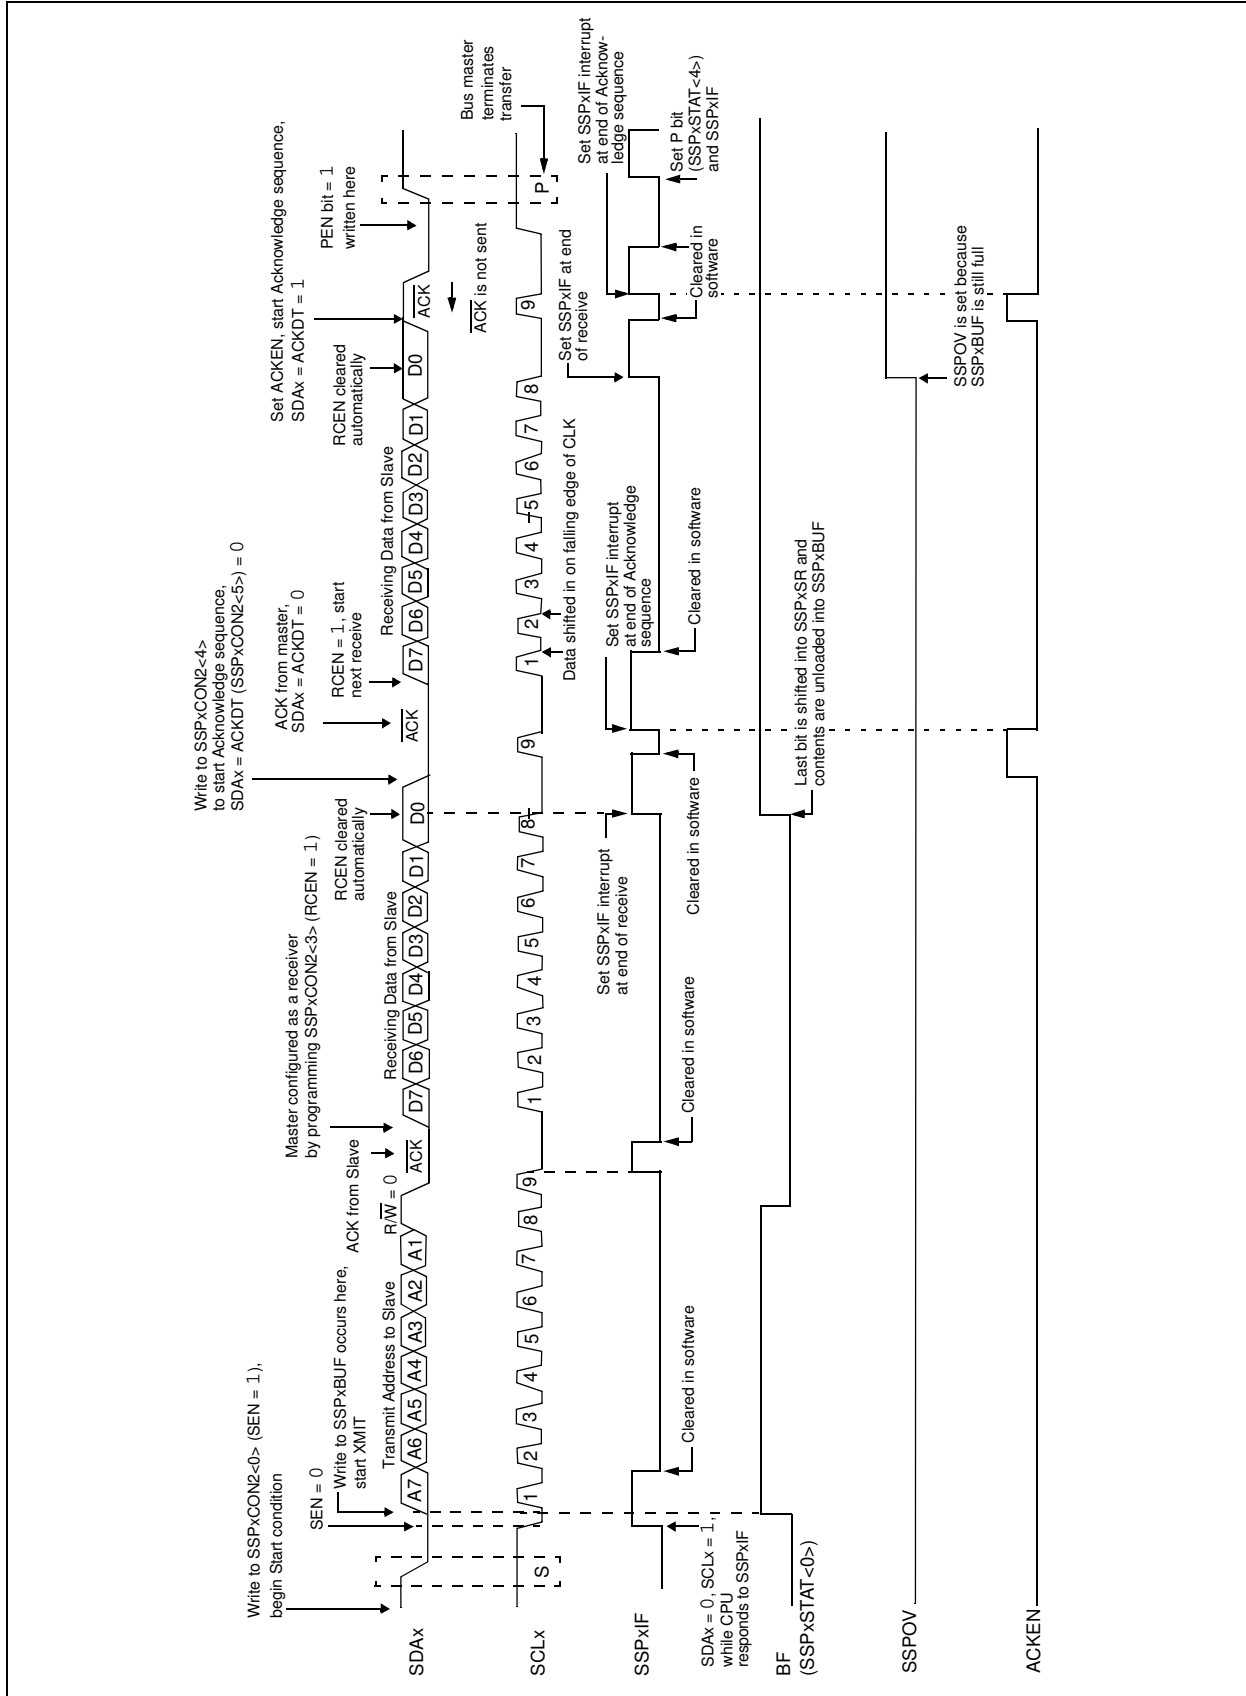 Write to SSPxCON2<4>
to start Acknowledge sequence,
SDAx = ACKDT (SSPxCON2<5>) = 0
Write to SSPxCON2<0> (SEN = 1),
begin Start condition
Master configured as a receiver
by programming SSPxCON2<3> (RCEN = 1)
ACK from master,
SDAx = ACKDT = 0
Set ACKEN, start Acknowledge sequence,
SDAx = ACKDT = 1
SEN = 0
Write to SSPxBUF occurs here,
start XMIT
ACK from Slave
RCEN cleared
automatically
RCEN = 1, start
next receive
RCEN cleared
automatically
PEN bit = 1
written here
Transmit Address to Slave
R/W = 0
Receiving Data from Slave
Receiving Data from Slave
SDAx
A7 A6 A5 A4 A3 A2 A1
ACK
D7 D6 D5 D4 D3 D2 D1 D0
ACK
D7 D6 D5 D4 D3 D2 D1 D0
ACK
ACK is not sent
Bus master
terminates
transfer
SCLx
S
1 2 3 4 5 6 7 8 9
1 2 3 4 5 6 7 8 9
1 2 3 4 5 6 7 8 9
P
Data shifted in on falling edge of CLK
Set SSPxIF interrupt
at end of receive
Set SSPxIF interrupt
at end of Acknowledge
sequence
Set SSPxIF at end
of receive
Set SSPxIF interrupt
at end of Acknow-
ledge sequence
SSPxIF
SDAx = 0, SCLx = 1,
while CPU
responds to SSPxIF
Cleared in software
Cleared in software
Cleared in software
Cleared in software
Cleared in
software
Set P bit
(SSPxSTAT<4>)
and SSPxIF
BF
(SSPxSTAT<0>)
Last bit is shifted into SSPxSR and
contents are unloaded into SSPxBUF
SSPOV
SSPOV is set because
SSPxBUF is still full
ACKEN